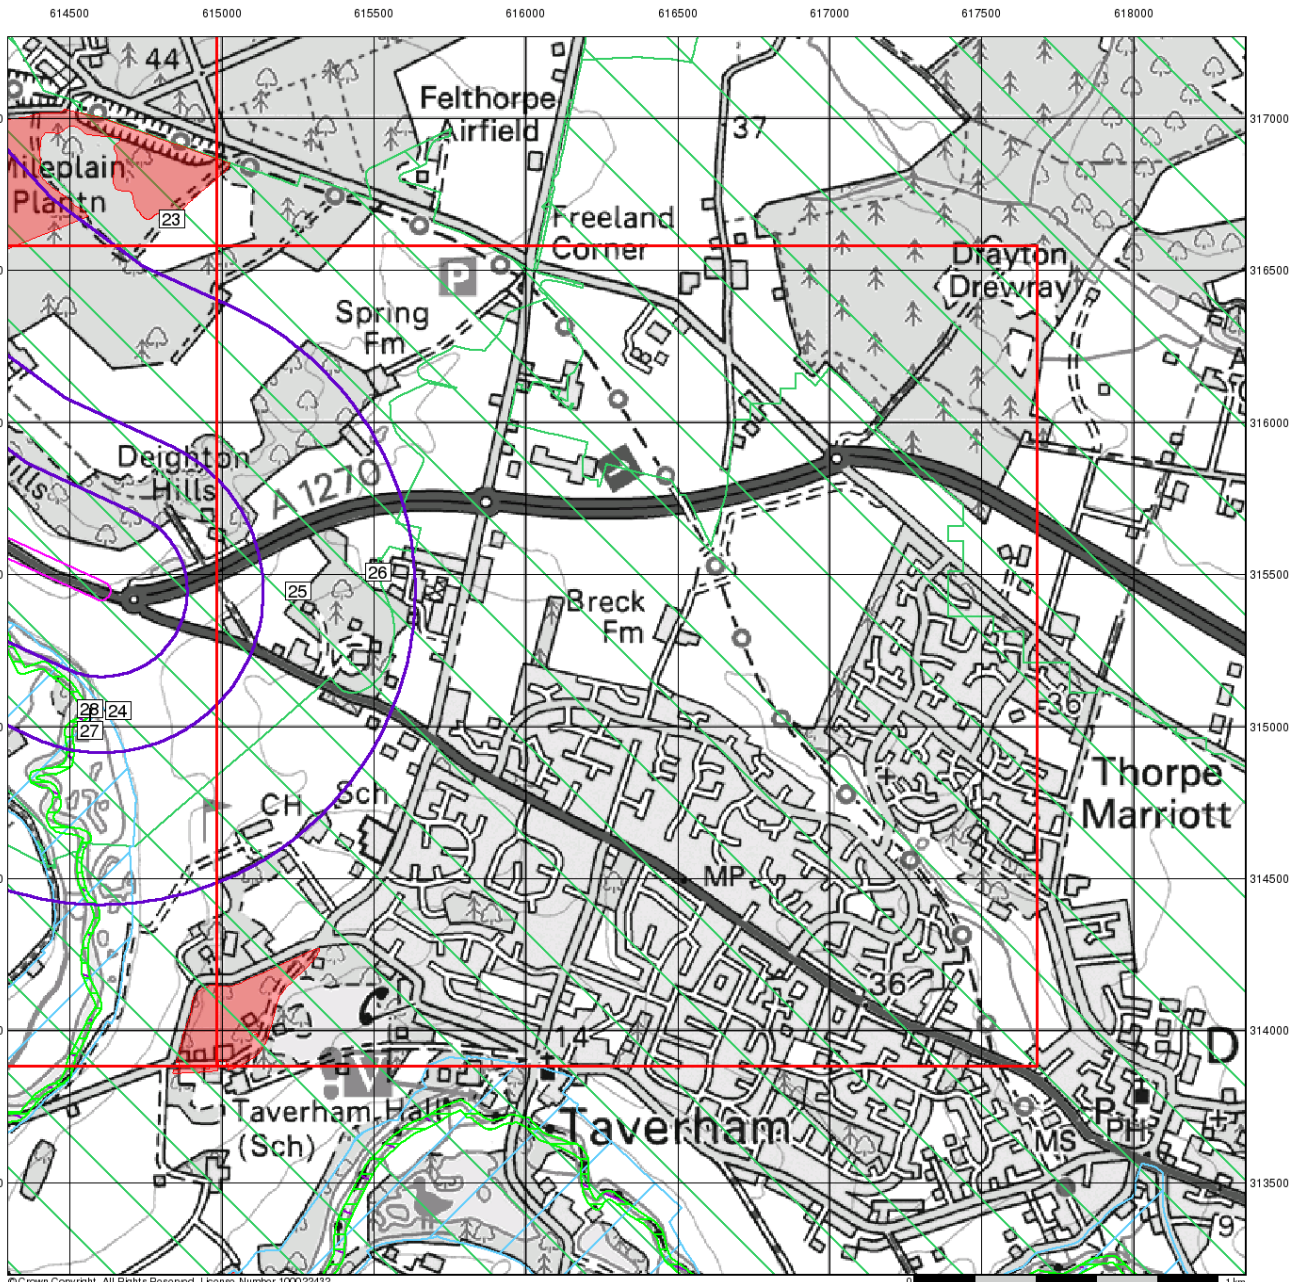 614500 615000 615500 616000 616500 617000 617500 618000
44
Felthorpe
Airfield
37
317000
Mileplain
Plantn
23
Freeland
Corner
Drayton
Drewray
316500
P
Spring
Fm
316000
Deighton
Hills
A 1270
26
25
315500
Breck
Fm
28 24
27
36
315000
Thorpe
Marriott
CH
Sch
MP
314500
36
14
314000
D
V
Taverham Hall
(Sch)
Taverham
P
PH
MS
313500
9
© Crown Copyright. All Rights Reserved. License Number 100022432
0 1 km